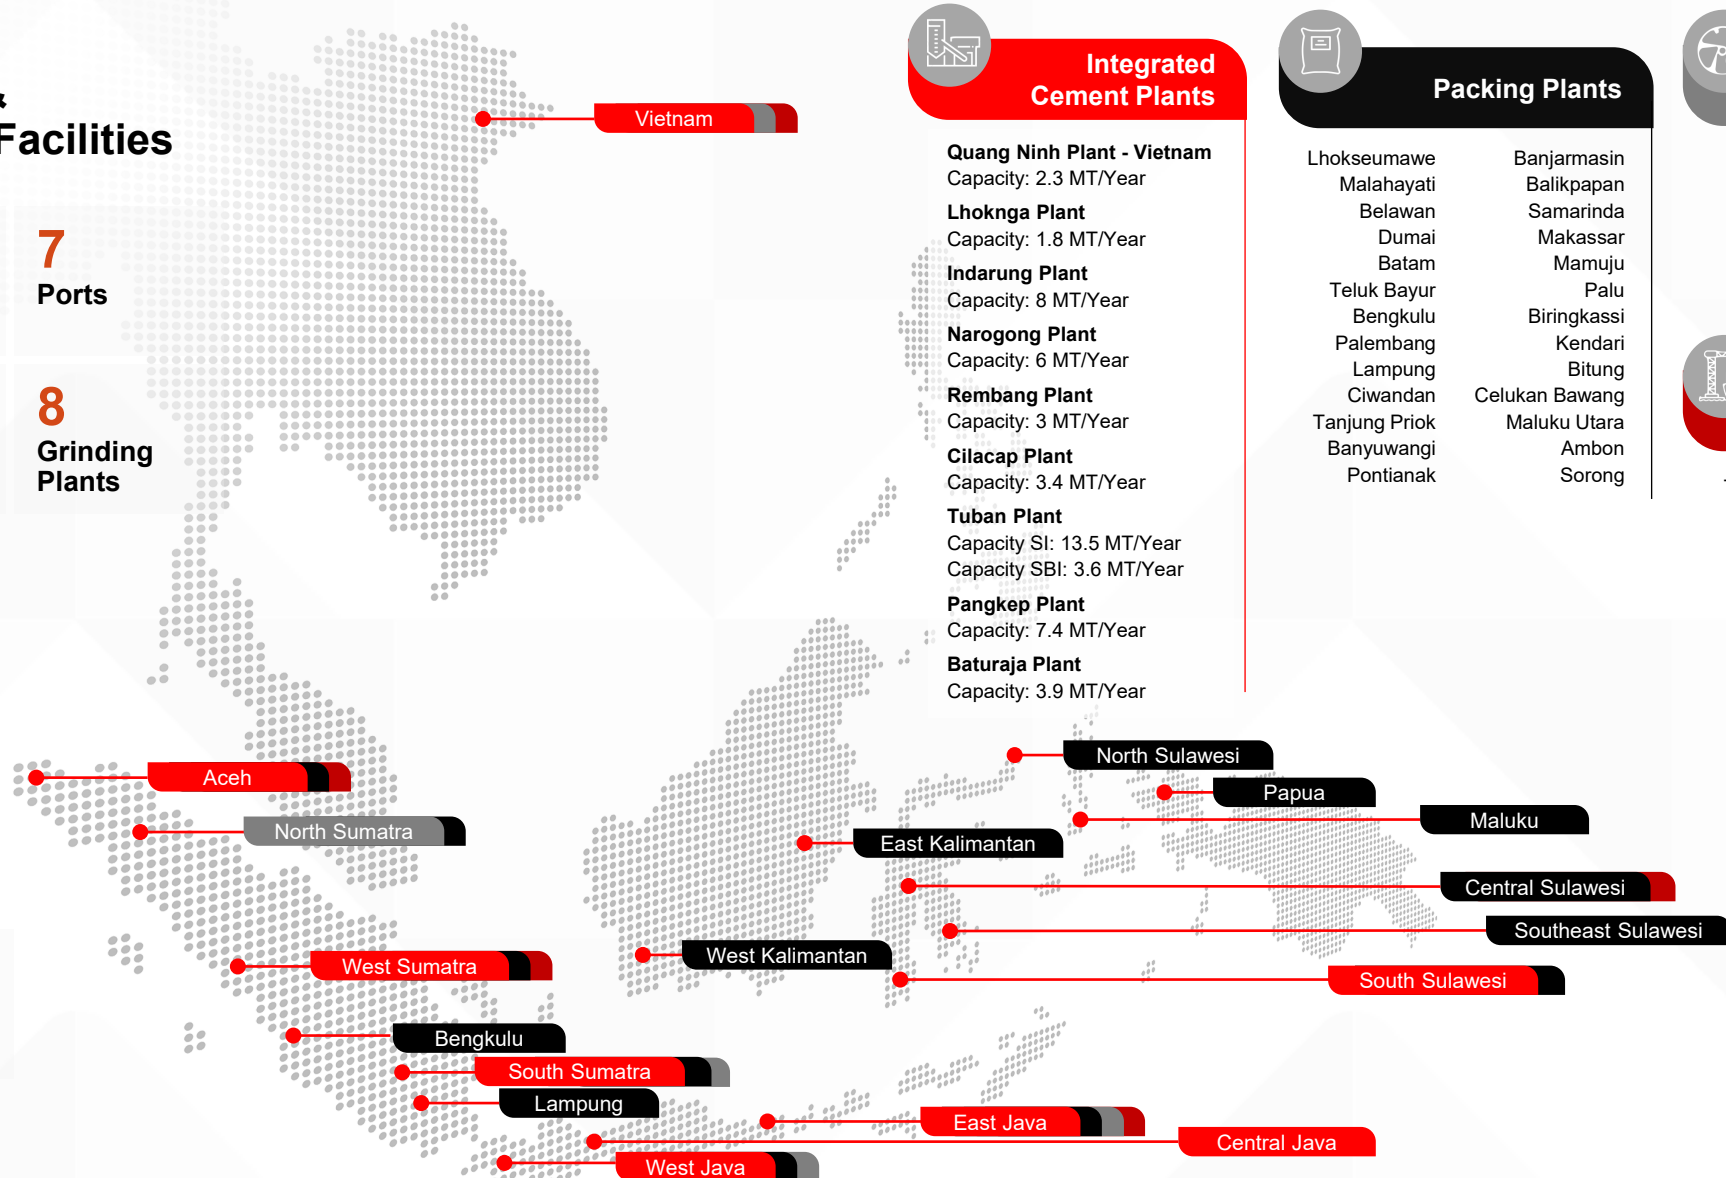 &
Facilities
7
Ports
8
Grinding
Plants
Integrated
Cement Plants
Quang Ninh Plant - Vietnam
Capacity: 2.3 MT/Year
Lhoknga Plant
Capacity: 1.8 MT/Year
Indarung Plant
Capacity: 8 MT/Year
Narogong Plant
Capacity: 6 MT/Year
Rembang Plant
Capacity: 3 MT/Year
Cilacap Plant
Capacity: 3.4 MT/Year
Tuban Plant
Capacity SI: 13.5 MT/Year
Capacity SBI: 3.6 MT/Year
Pangkep Plant
Capacity: 7.4 MT/Year
Baturaja Plant
Capacity: 3.9 MT/Year
Packing Plants
Lhokseumawe
Malahayati
Belawan
Dumai
Batam
Teluk Bayur
Bengkulu
Palembang
Lampung
Ciwandan
Tanjung Priok
Banyuwangi
Pontianak
Banjarmasin
Balikpapan
Samarinda
Makassar
Mamuju
Palu
Biringkassi
Kendari
Bitung
Celukan Bawang
Maluku Utara
Ambon
Sorong
Vietnam
Aceh
North Sumatra
West Sumatra
Bengkulu
South Sumatra
Lampung
West Java
Central Java
East Java
West Kalimantan
East Kalimantan
North Sulawesi
Papua
Maluku
Central Sulawesi
Southeast Sulawesi
South Sulawesi